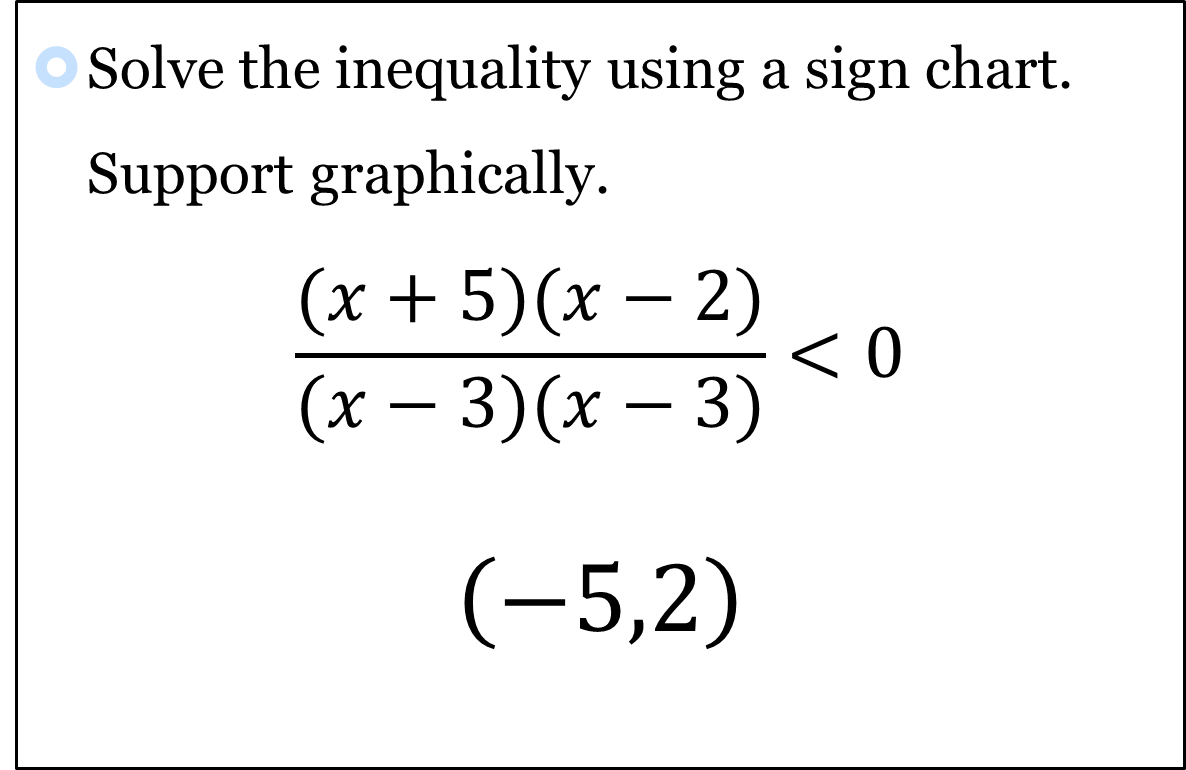 Solve the inequality using a sign chart.
Support graphically.
(x + 5)(x − 2)
(x − 3)(x − 3)
< 0
(−5,2)